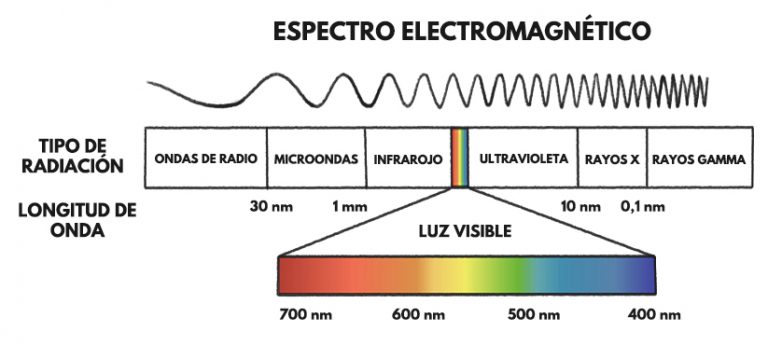 ESPECTRO ELECTROMAGNÉTICO
TIPO DE
RADIACIÓN
ONDAS DE RADIO
MICROONDAS
INFRAROJO
ULTRAVIOLETA
RAYOS X
RAYOS GAMMA
LONGITUD DE
ONDA
30 nm
1 mm
10 nm
0,1 nm
LUZ VISIBLE
700 nm
600 nm
500 nm
400 nm